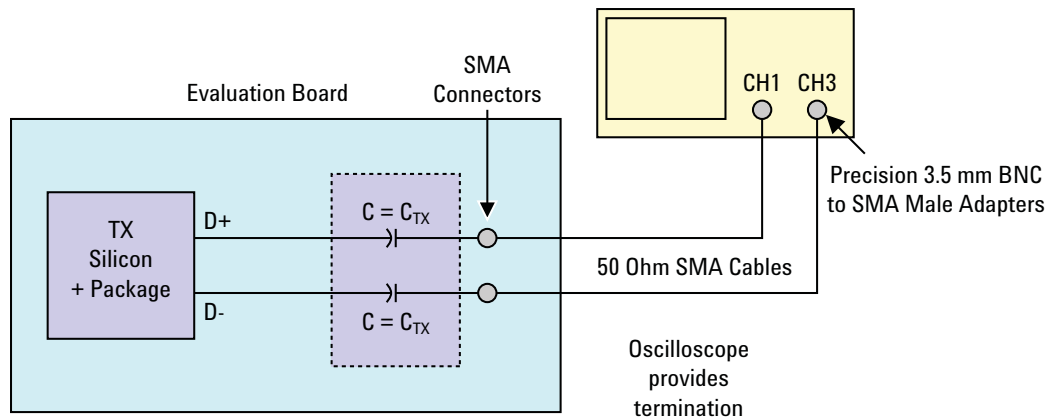 Evaluation Board
SMA
Connectors
CH1 CH3
Precision 3.5 mm BNC
to SMA Male Adapters
TX
Silicon
+ Package
D+
D-
C = CTX
C = CTX
50 Ohm SMA Cables
Oscilloscope
provides
termination